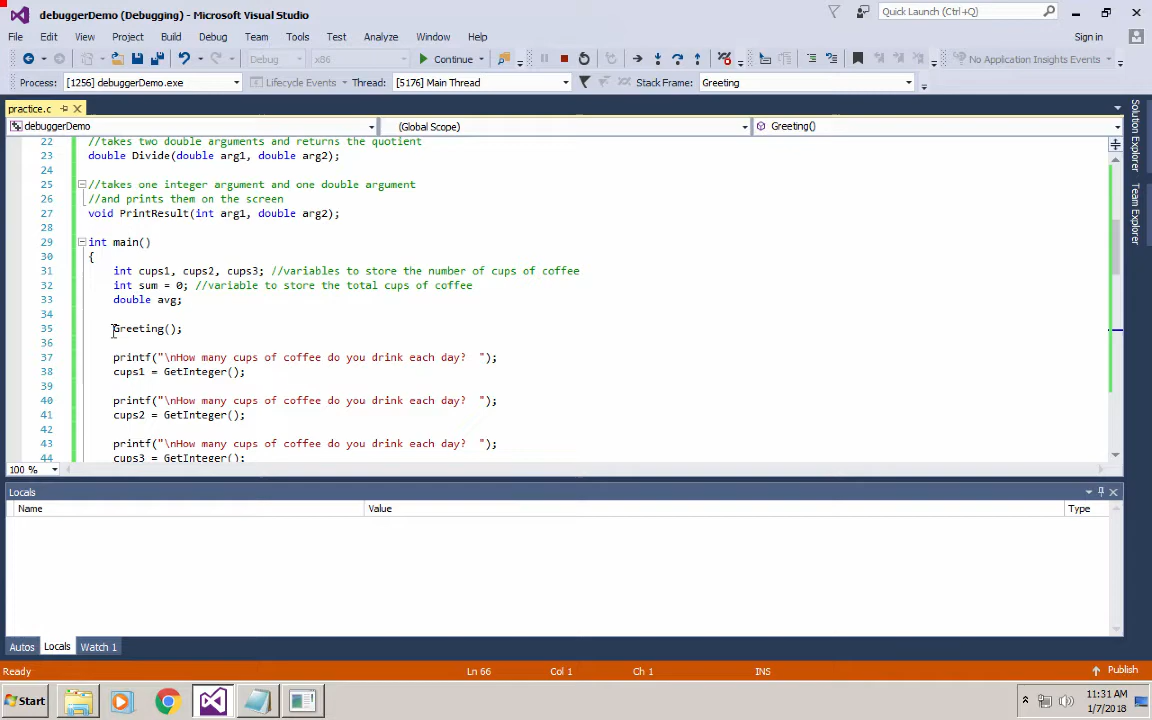 debuggerDemo (Debugging) - Microsoft Visual Studio
Quick Launch (Ctrl+Q)
File Edit View Project Build Debug Team Tools Test Analyze Window Help
Sign in
Debug x86 Continue No Application Insights Events
Process: [1256] debuggerDemo.exe Lifecycle Events Thread: [5176] Main Thread Stack Frame: Greeting
practice.c
debuggerDemo (Global Scope) Greeting()
22 //takes two double arguments and returns the quotient
23 double Divide(double arg1, double arg2);
24
25 //takes one integer argument and one double argument
26 //and prints them on the screen
27 void PrintResult(int arg1, double arg2);
28
29 int main()
30 {
31 int cups1, cups2, cups3; //variables to store the number of cups of coffee
32 int sum = 0; //variable to store the total cups of coffee
33 double avg;
34
35 Greeting();
36
37 printf("\nHow many cups of coffee do you drink each day?  ");
38 cups1 = GetInteger();
39
40 printf("\nHow many cups of coffee do you drink each day?  ");
41 cups2 = GetInteger();
42
43 printf("\nHow many cups of coffee do you drink each day?  ");
44 cups3 = GetInteger();
100 %
Solution Explorer
Team Explorer
Locals
Name Value Type
Autos Locals Watch 1
Ready Ln 66 Col 1 Ch 1 INS Publish
Start
11:31 AM
1/7/2018